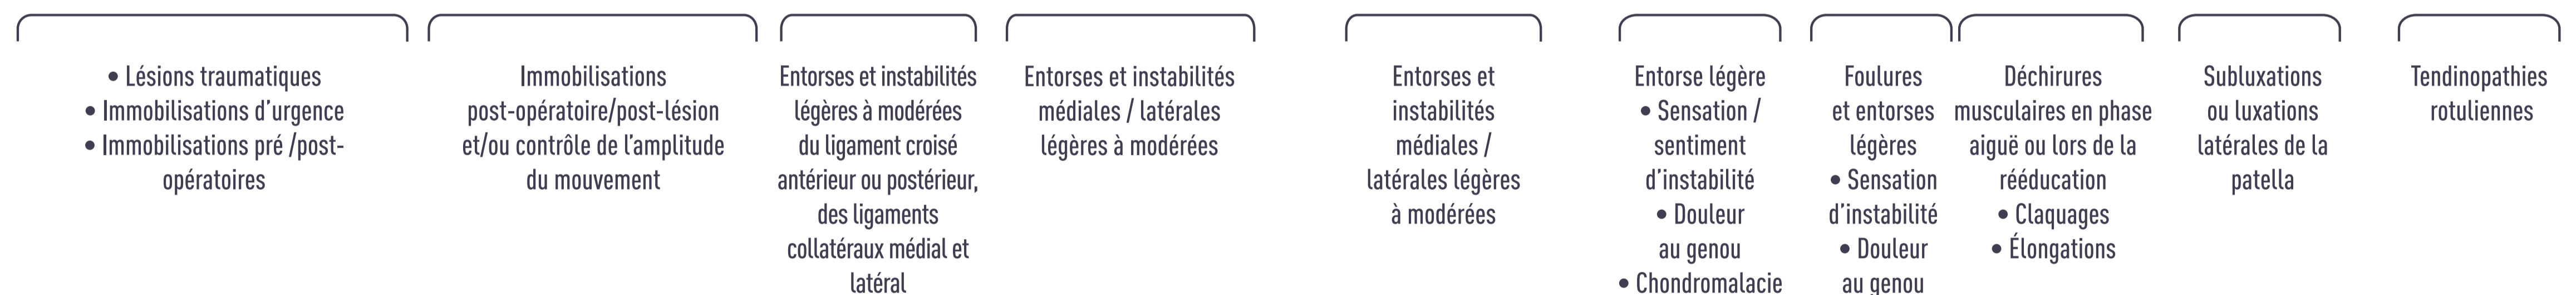 • Lésions traumatiques
• Immobilisations d’urgence
• Immobilisations pré /post-
opératoires
Immobilisations
post-opératoire/post-lésion
et/ou contrôle de l’amplitude
du mouvement
Entorses et instabilités
légères à modérées
du ligament croisé
antérieur ou postérieur,
des ligaments
collatéraux médial et
latéral
Entorses et instabilités
médiales / latérales
légères à modérées
Entorses et
instabilités
médiales /
latérales légères
à modérées
Entorse légère
• Sensation /
sentiment
d’instabilité
• Douleur
au genou
• Chondromalacie
Foulures
et entorses
légères
• Sensation
d’instabilité
• Douleur
au genou
Déchirures
musculaires en phase
aiguë ou lors de la
rééducation
• Claquages
• Élongations
Subluxations
ou luxations
latérales de la
patella
Tendinopathies
rotuliennes